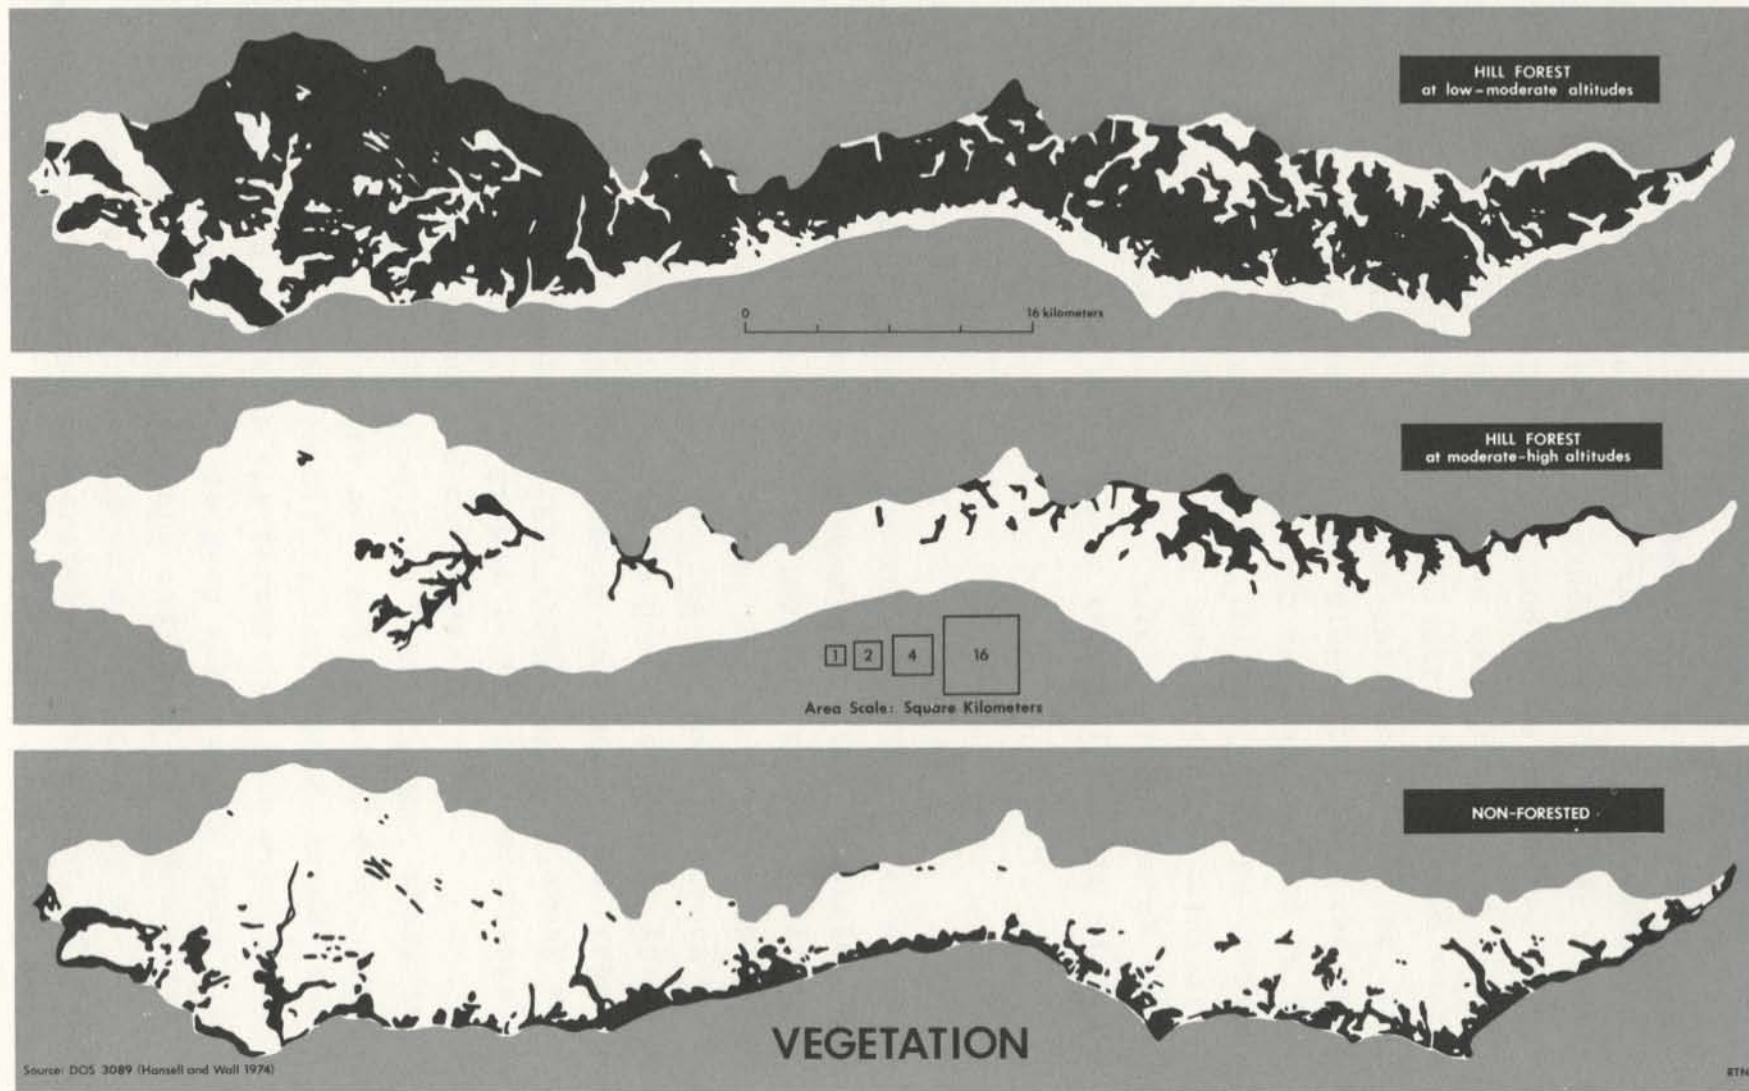 HILL FOREST
at low-moderate altitudes
0 16 kilometers
HILL FOREST
at moderate-high altitudes
1 2 4 16
Area Scale: Square Kilometers
NON-FORESTED
VEGETATION
Source: DOS 3089 (Hansell and Wall 1974)
RTN